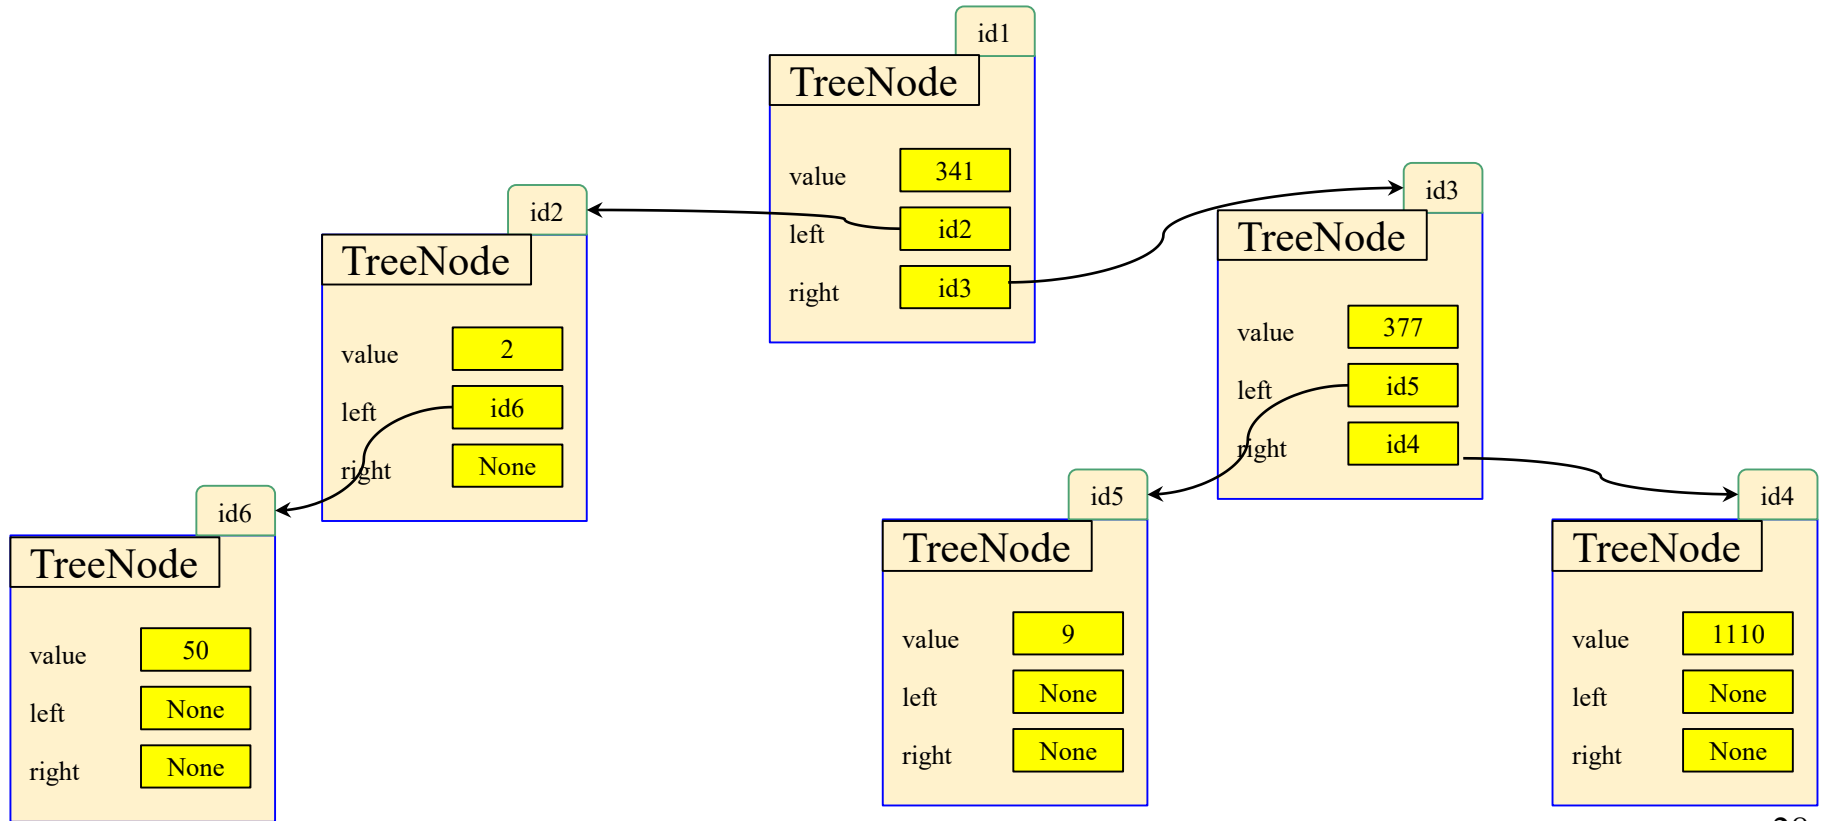 id1
TreeNode
value 341
left id2
right id3
id2
TreeNode
value 2
left id6
right None
id3
TreeNode
value 377
left id5
right id4
id6
TreeNode
value 50
left None
right None
id5
TreeNode
value 9
left None
right None
id4
TreeNode
value 1110
left None
right None